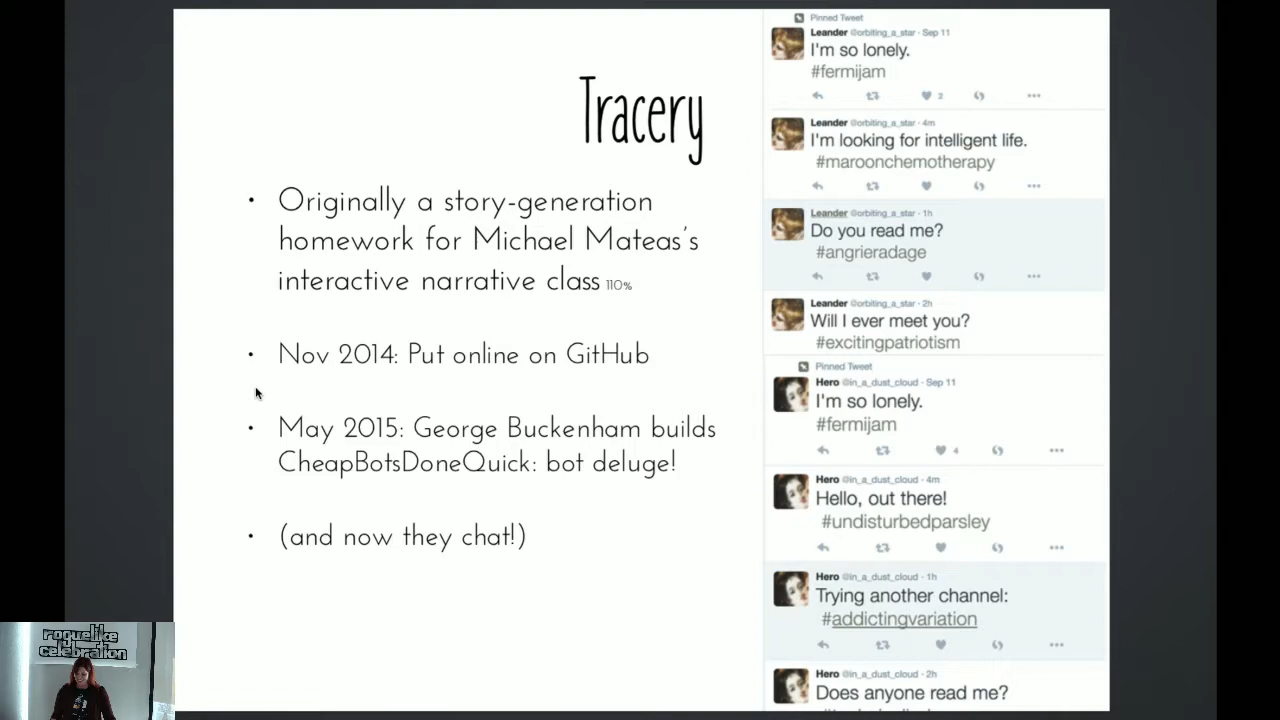 Tracery
• Originally a story-generation
homework for Michael Mateas's
interactive narrative class 110%
• Nov 2014: Put online on GitHub
• May 2015: George Buckenham builds
CheapBotsDoneQuick: bot deluge!
• (and now they chat!)
Pinned Tweet
Leander @orbiting_a_star · Sep 11
I'm so lonely.
#fermijam
2
Leander @orbiting_a_star · 4m
I'm looking for intelligent life.
#maroonchemotherapy
Leander @orbiting_a_star · 1h
Do you read me?
#angrieradage
Leander @orbiting_a_star · 2h
Will I ever meet you?
#excitingpatriotism
Pinned Tweet
Hero @in_a_dust_cloud · Sep 11
I'm so lonely.
#fermijam
4
Hero @in_a_dust_cloud · 4m
Hello, out there!
#undisturbedparsley
Hero @in_a_dust_cloud · 1h
Trying another channel:
#addictingvariation
Hero @in_a_dust_cloud · 2h
Does anyone read me?
roguelike
celebration